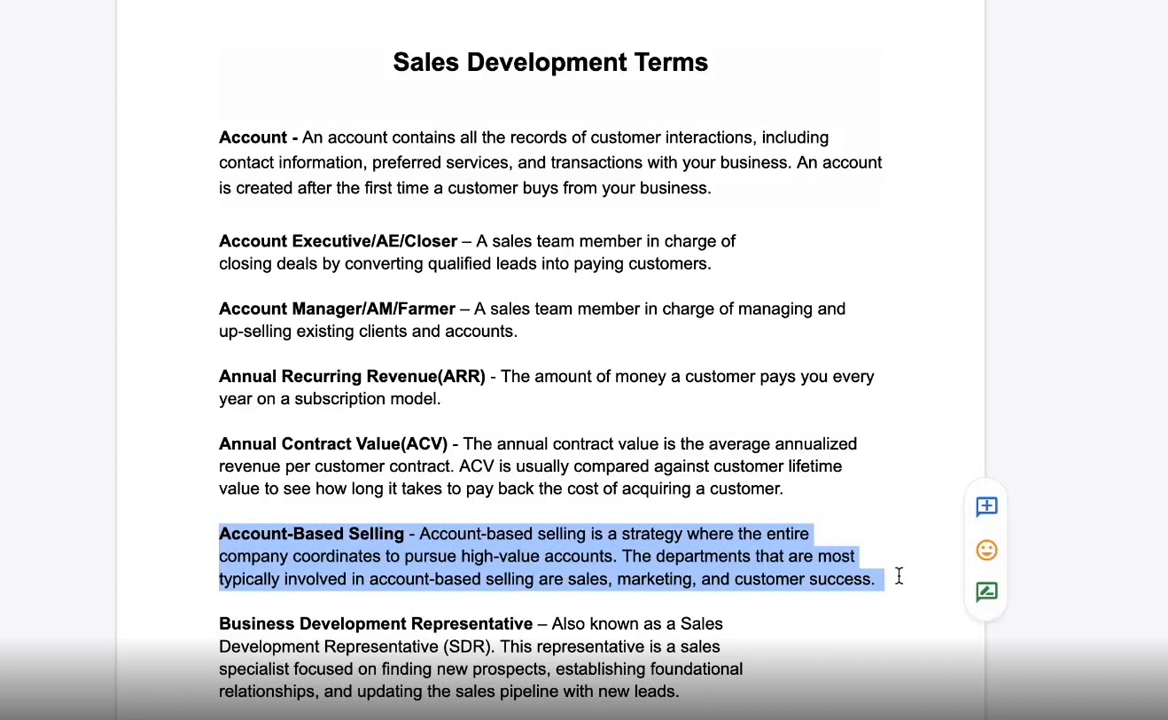 Sales Development Terms
Account - An account contains all the records of customer interactions, including
contact information, preferred services, and transactions with your business. An account
is created after the first time a customer buys from your business.
Account Executive/AE/Closer – A sales team member in charge of
closing deals by converting qualified leads into paying customers.
Account Manager/AM/Farmer – A sales team member in charge of managing and
up-selling existing clients and accounts.
Annual Recurring Revenue(ARR) - The amount of money a customer pays you every
year on a subscription model.
Annual Contract Value(ACV) - The annual contract value is the average annualized
revenue per customer contract. ACV is usually compared against customer lifetime
value to see how long it takes to pay back the cost of acquiring a customer.
Account-Based Selling - Account-based selling is a strategy where the entire
company coordinates to pursue high-value accounts. The departments that are most
typically involved in account-based selling are sales, marketing, and customer success.
Business Development Representative – Also known as a Sales
Development Representative (SDR). This representative is a sales
specialist focused on finding new prospects, establishing foundational
relationships, and updating the sales pipeline with new leads.